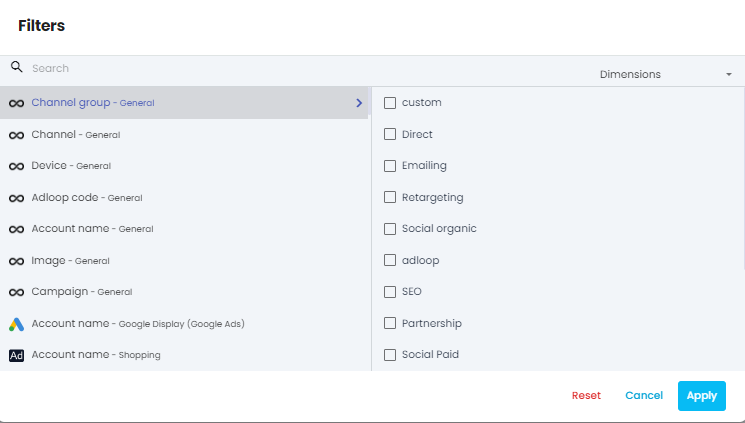 Filters
Search
Dimensions
Channel group - General
Channel - General
Device - General
Adloop code - General
Account name - General
Image - General
Campaign - General
Account name - Google Display (Google Ads)
Ad Account name - Shopping
custom
Direct
Emailing
Retargeting
Social organic
adloop
SEO
Partnership
Social Paid
Reset Cancel Apply